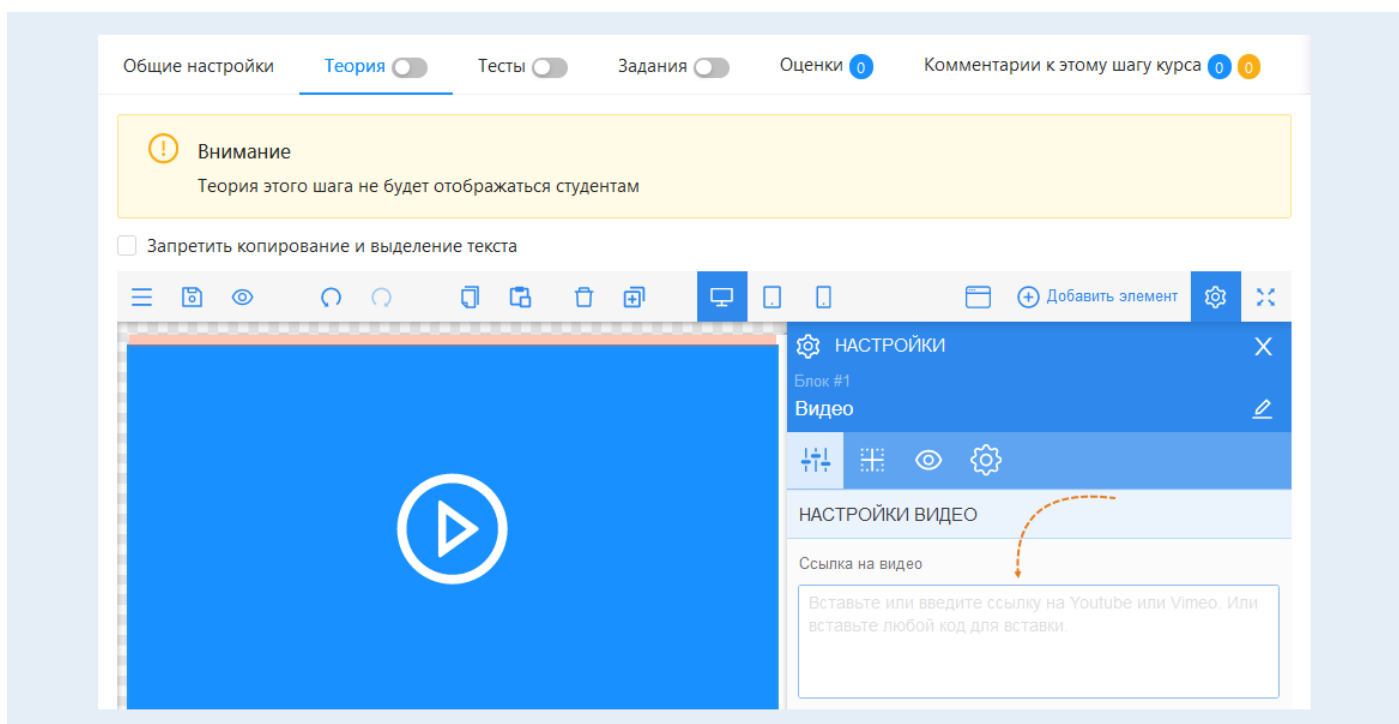 Общие настройки Теория Тесты Задания Оценки 0 Комментарии к этому шагу курса 0 0
Внимание
Теория этого шага не будет отображаться студентам
Запретить копирование и выделение текста
Добавить элемент
НАСТРОЙКИ
Блок #1
Видео
НАСТРОЙКИ ВИДЕО
Ссылка на видео
Вставьте или введите ссылку на Youtube или Vimeo. Или
вставьте любой код для вставки.